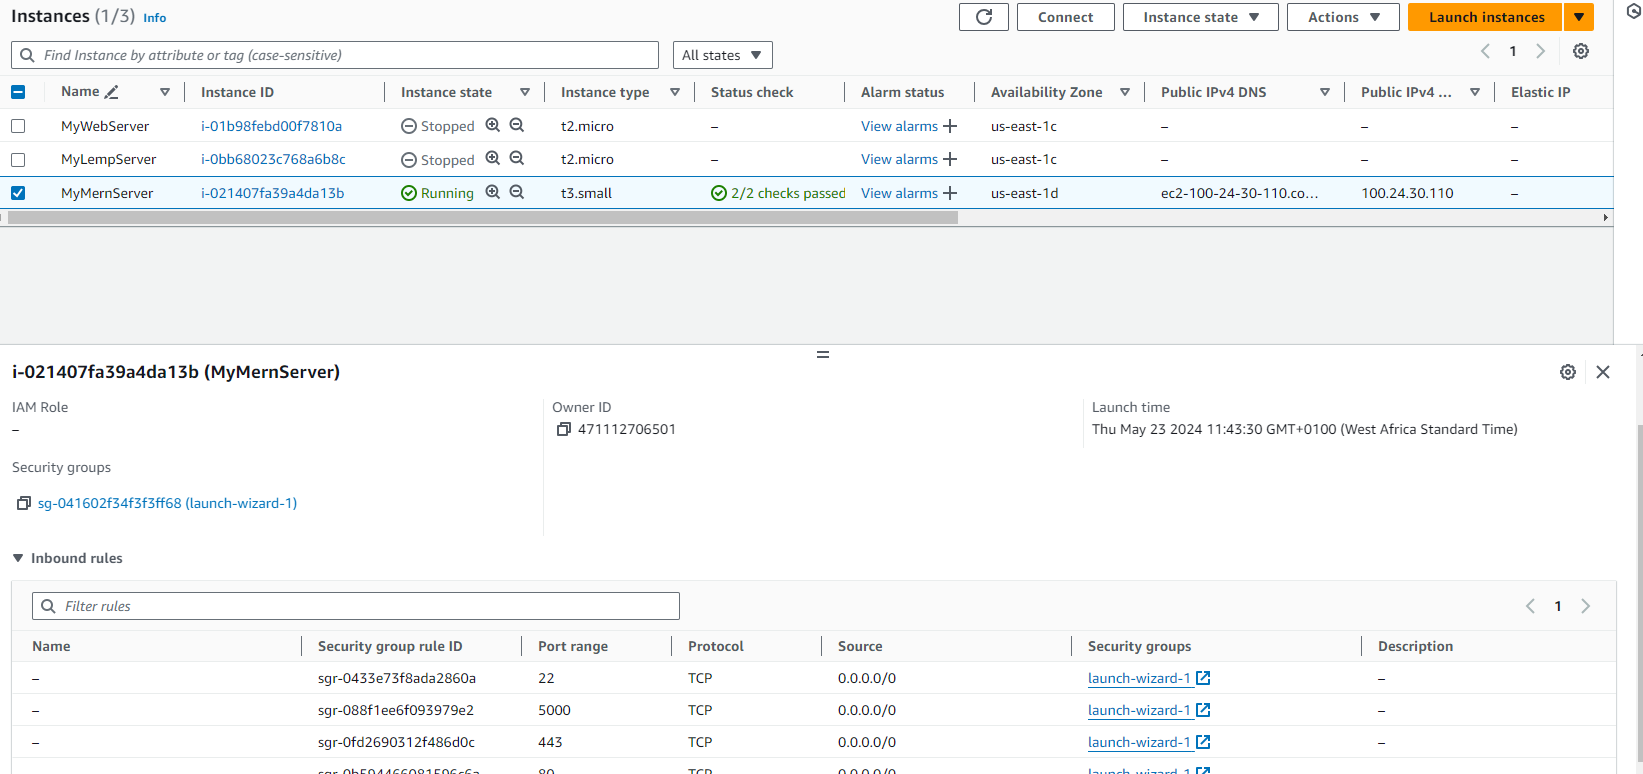 Instances (1/3) Info
Connect Instance state Actions Launch instances
Find Instance by attribute or tag (case-sensitive) All states 1
Name Instance ID Instance state Instance type Status check Alarm status Availability Zone Public IPv4 DNS Public IPv4 ... Elastic IP
MyWebServer i-01b98febd00f7810a Stopped t2.micro – View alarms + us-east-1c – – –
MyLempServer i-0bb68023c768a6b8c Stopped t2.micro – View alarms + us-east-1c – – –
MyMernServer i-021407fa39a4da13b Running t3.small 2/2 checks passed View alarms + us-east-1d ec2-100-24-30-110.co... 100.24.30.110 –
i-021407fa39a4da13b (MyMernServer)
IAM Role Owner ID Launch time
– 471112706501 Thu May 23 2024 11:43:30 GMT+0100 (West Africa Standard Time)
Security groups
sg-041602f34f3f3ff68 (launch-wizard-1)
Inbound rules
Filter rules 1
Name Security group rule ID Port range Protocol Source Security groups Description
– sgr-0433e73f8ada2860a 22 TCP 0.0.0.0/0 launch-wizard-1 –
– sgr-088f1ee6f093979e2 5000 TCP 0.0.0.0/0 launch-wizard-1 –
– sgr-0fd2690312f486d0c 443 TCP 0.0.0.0/0 launch-wizard-1 –
80 TCP 0.0.0.0/0 launch-wizard-1